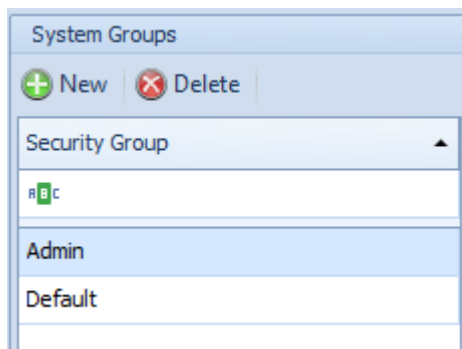 System Groups
New Delete
Security Group
ABC
Admin
Default